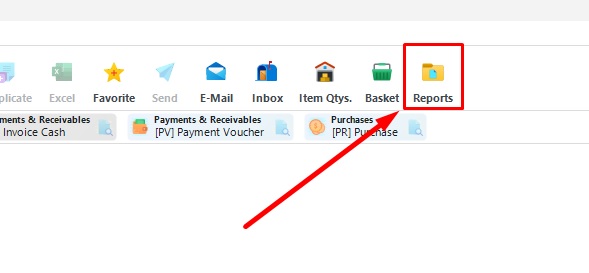 plicate Excel Favorite Send E-Mail Inbox Item Qtys. Basket Reports
ments & Receivables Payments & Receivables Purchases
Invoice Cash [PV] Payment Voucher [PR] Purchase